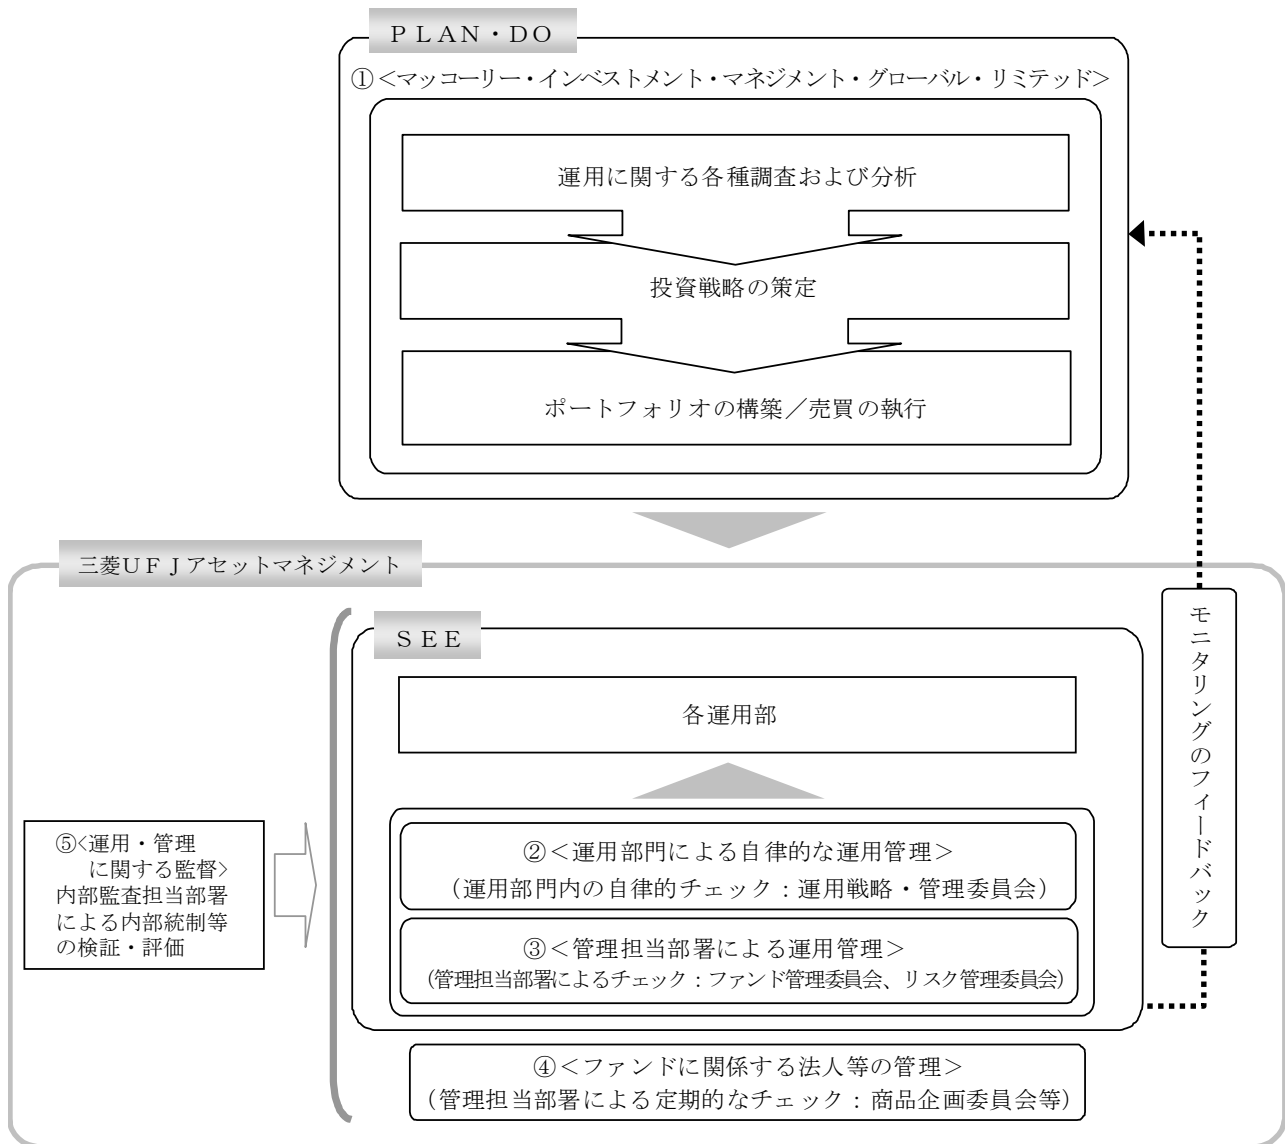 ＰＬＡＮ・ＤＯ
①＜マッコーリー・インベストメント・マネジメント・グローバル・リミテッド＞
運用に関する各種調査および分析
投資戦略の策定
ポートフォリオの構築／売買の執行
三菱ＵＦＪアセットマネジメント
ＳＥＥ
各運用部
②＜運用部門による自律的な運用管理＞
（運用部門内の自律的チェック：運用戦略・管理委員会）
③＜管理担当部署による運用管理＞
(管理担当部署によるチェック：ファンド管理委員会、リスク管理委員会)
④＜ファンドに関係する法人等の管理＞
（管理担当部署による定期的なチェック：商品企画委員会等）
⑤<運用・管理
に関する監督>
内部監査担当部署
による内部統制等
の検証・評価
モニタリングのフィードバック